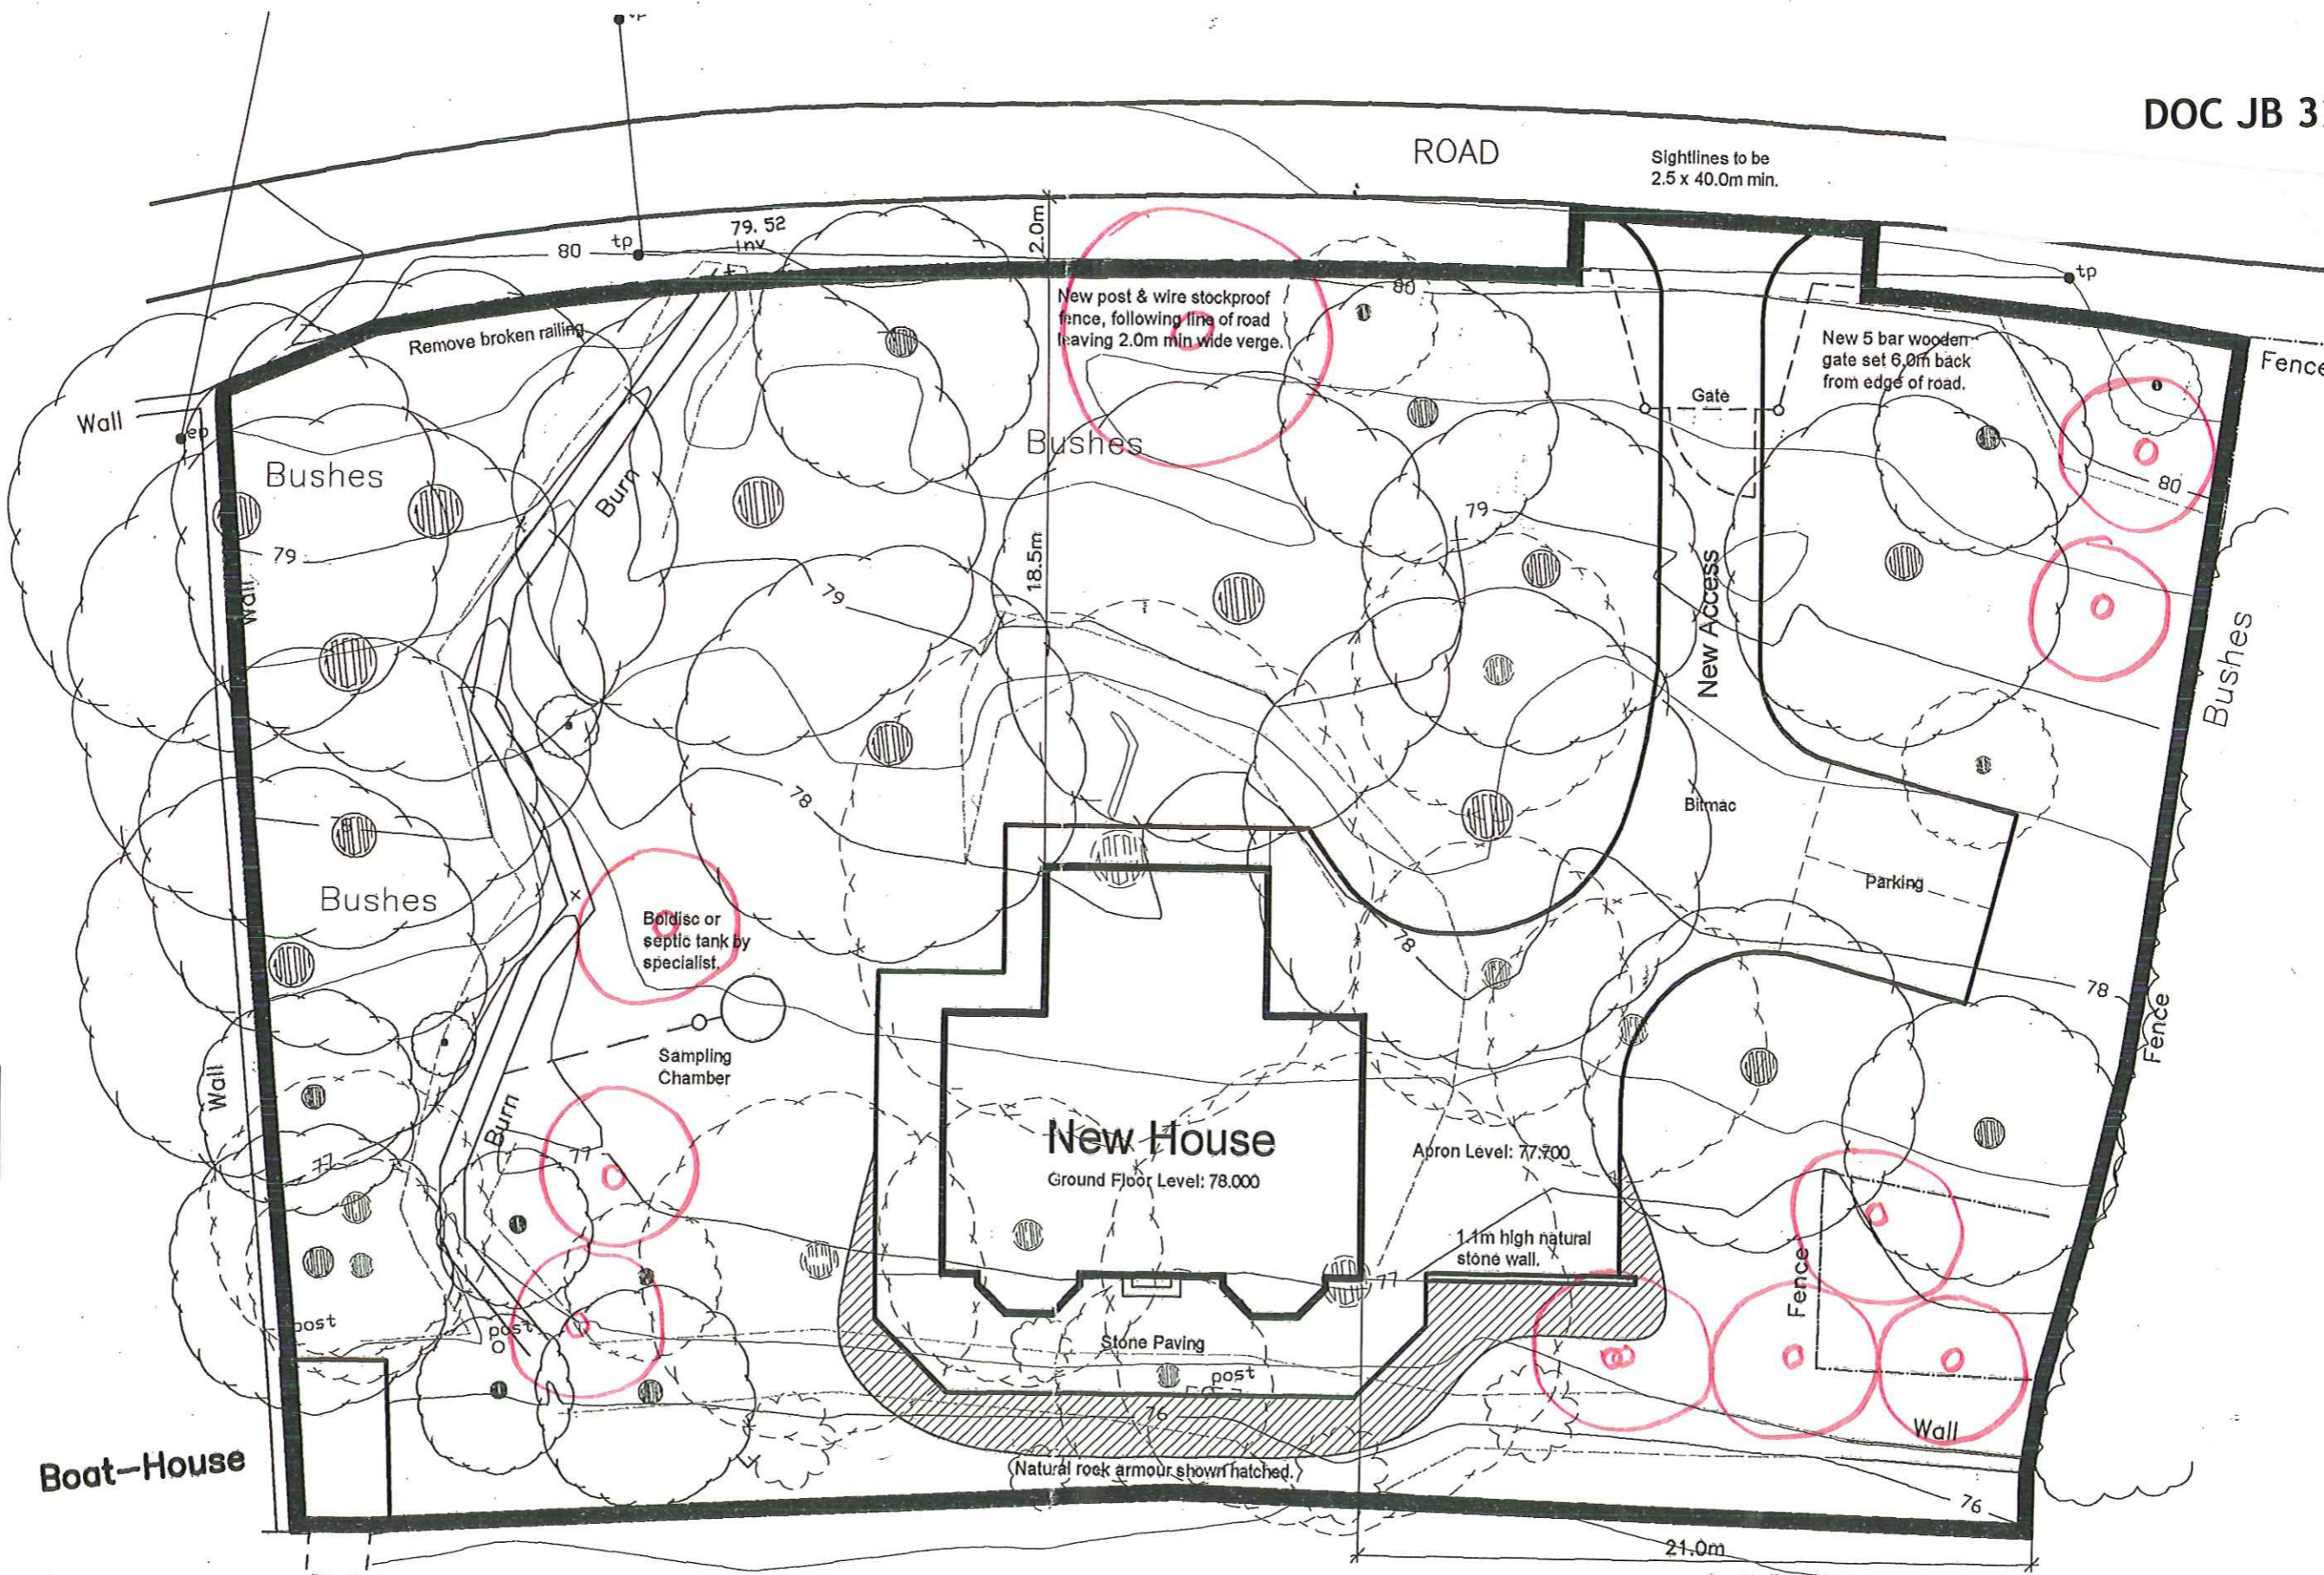 DOC JB 3
ROAD
Sightlines to be
2.5 x 40.0m min.
tp
79.52
inv
2.0m
80
tp
tp
New post & wire stockproof
fence, following line of road
leaving 2.0m min wide verge.
80
Remove broken railing
New 5 bar wooden
gate set 6.0m back
from edge of road.
Fence
Wall
ep
Gate
Bushes
Bushes
Burn
80
79
79
18.5m
79
Wall
New Access
Bushes
78
Bitmac
Parking
Bushes
Boidisc or
septic tank by
specialist.
78
78
Fence
Sampling
Chamber
Wall
Burn
New House
Ground Floor Level: 78.000
Apron Level: 77.700
77
77
1.1m high natural
stone wall.
77
Fence
post
post
Stone Paving
post
76
Wall
Boat-House
Natural rock armour shown hatched.
76
21.0m